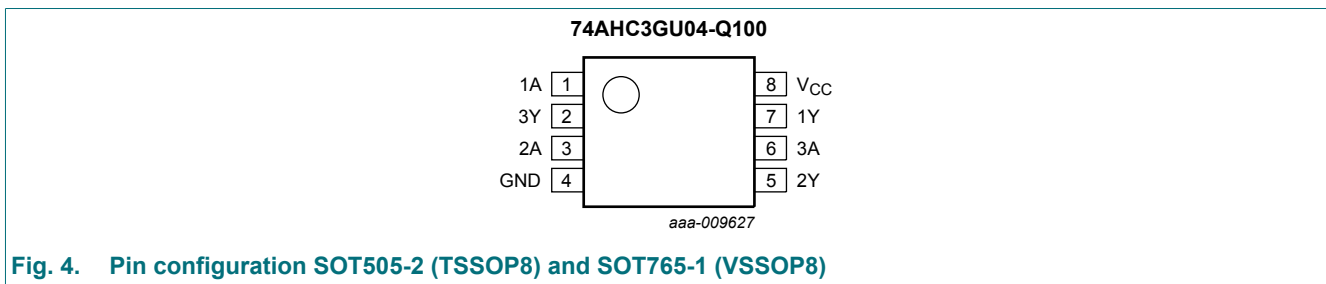 74AHC3GU04-Q100
1A 1 8 VCC
3Y 2 7 1Y
2A 3 6 3A
GND 4 5 2Y
aaa-009627
Fig. 4. Pin configuration SOT505-2 (TSSOP8) and SOT765-1 (VSSOP8)